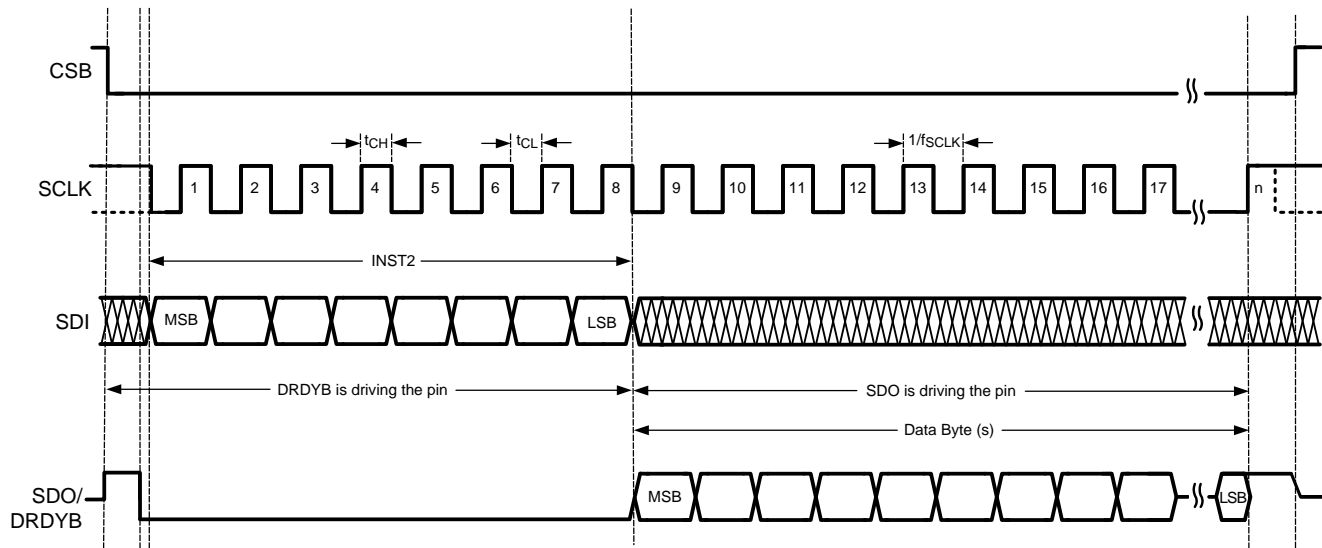 CSB
tCH
tCL
1/fSCLK
SCLK
1
2
3
4
5
6
7
8
9
10
11
12
13
14
15
16
17
n
INST2
SDI
MSB
LSB
DRDYB is driving the pin
SDO is driving the pin
Data Byte (s)
SDO/
DRDYB
MSB
LSB